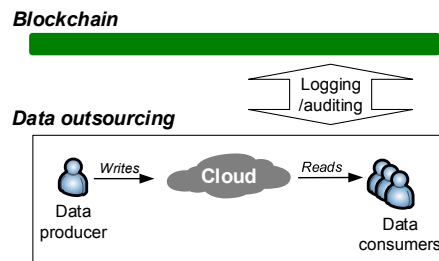 Blockchain
Logging
/auditing
Data outsourcing
Writes
Cloud
Reads
Data
producer
Data
consumers